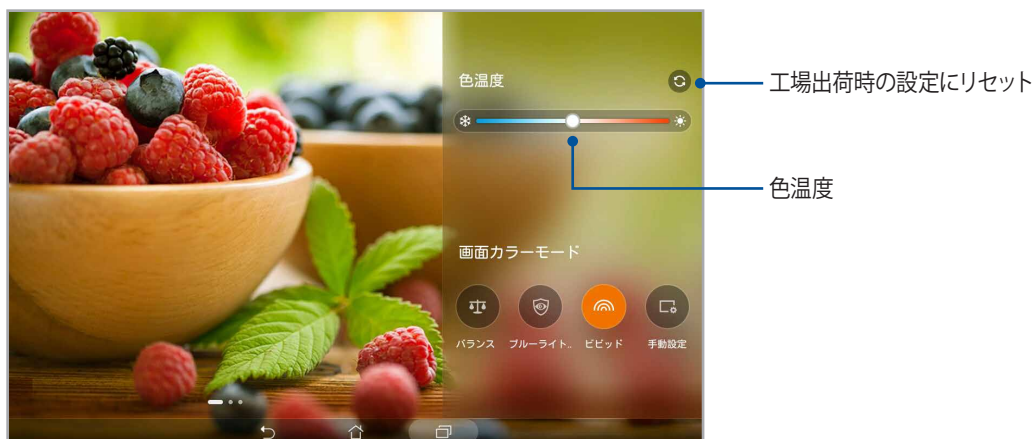 色温度
工場出荷時の設定にリセット
色温度
画面カラーモード
バランス ブルーライト.. ビビッド 手動設定